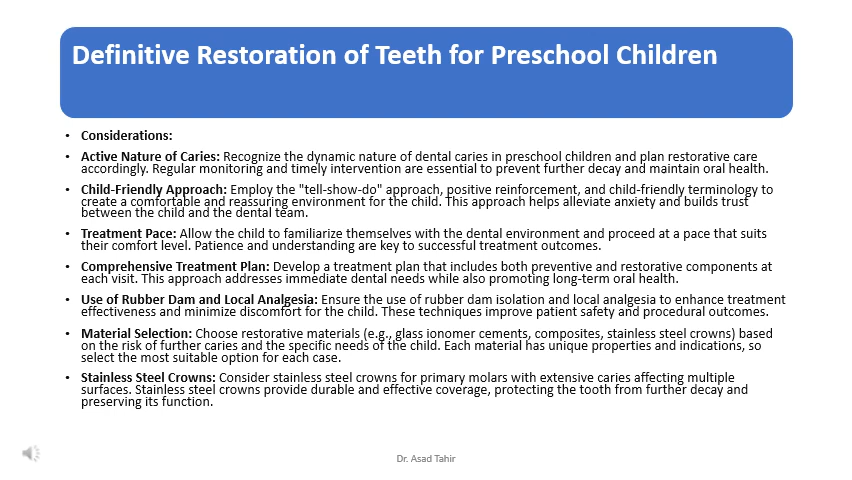 Definitive Restoration of Teeth for Preschool Children
• Considerations:
• Active Nature of Caries: Recognize the dynamic nature of dental caries in preschool children and plan restorative care
accordingly. Regular monitoring and timely intervention are essential to prevent further decay and maintain oral health.
• Child-Friendly Approach: Employ the "tell-show-do" approach, positive reinforcement, and child-friendly terminology to
create a comfortable and reassuring environment for the child. This approach helps alleviate anxiety and builds trust
between the child and the dental team.
• Treatment Pace: Allow the child to familiarize themselves with the dental environment and proceed at a pace that suits
their comfort level. Patience and understanding are key to successful treatment outcomes.
• Comprehensive Treatment Plan: Develop a treatment plan that includes both preventive and restorative components at
each visit. This approach addresses immediate dental needs while also promoting long-term oral health.
• Use of Rubber Dam and Local Analgesia: Ensure the use of rubber dam isolation and local analgesia to enhance treatment
effectiveness and minimize discomfort for the child. These techniques improve patient safety and procedural outcomes.
• Material Selection: Choose restorative materials (e.g., glass ionomer cements, composites, stainless steel crowns) based
on the risk of further caries and the specific needs of the child. Each material has unique properties and indications, so
select the most suitable option for each case.
• Stainless Steel Crowns: Consider stainless steel crowns for primary molars with extensive caries affecting multiple
surfaces. Stainless steel crowns provide durable and effective coverage, protecting the tooth from further decay and
preserving its function.
Dr. Asad Tahir